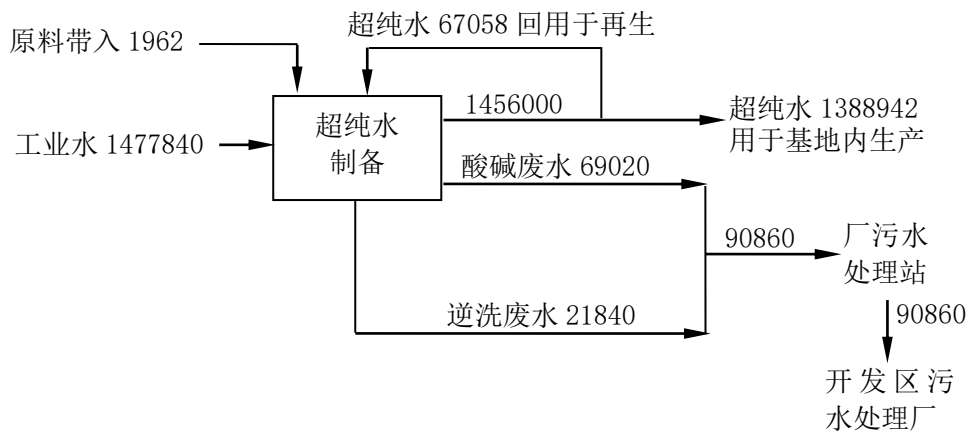 超纯水 67058 回用于再生
原料带入 1962
1456000
超纯水 1388942
用于基地内生产
超纯水
制备
工业水 1477840
酸碱废水 69020
90860
厂污水
处理站
逆洗废水 21840
90860
开发区污
水处理厂